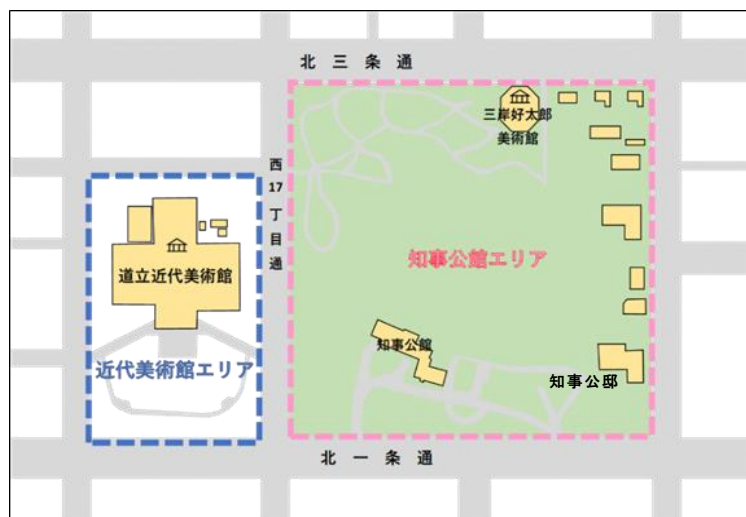 北三条通
三岸好太郎
美術館
西17丁目通
道立近代美術館
知事公館エリア
知事公館
近代美術館エリア
知事公邸
北一条通